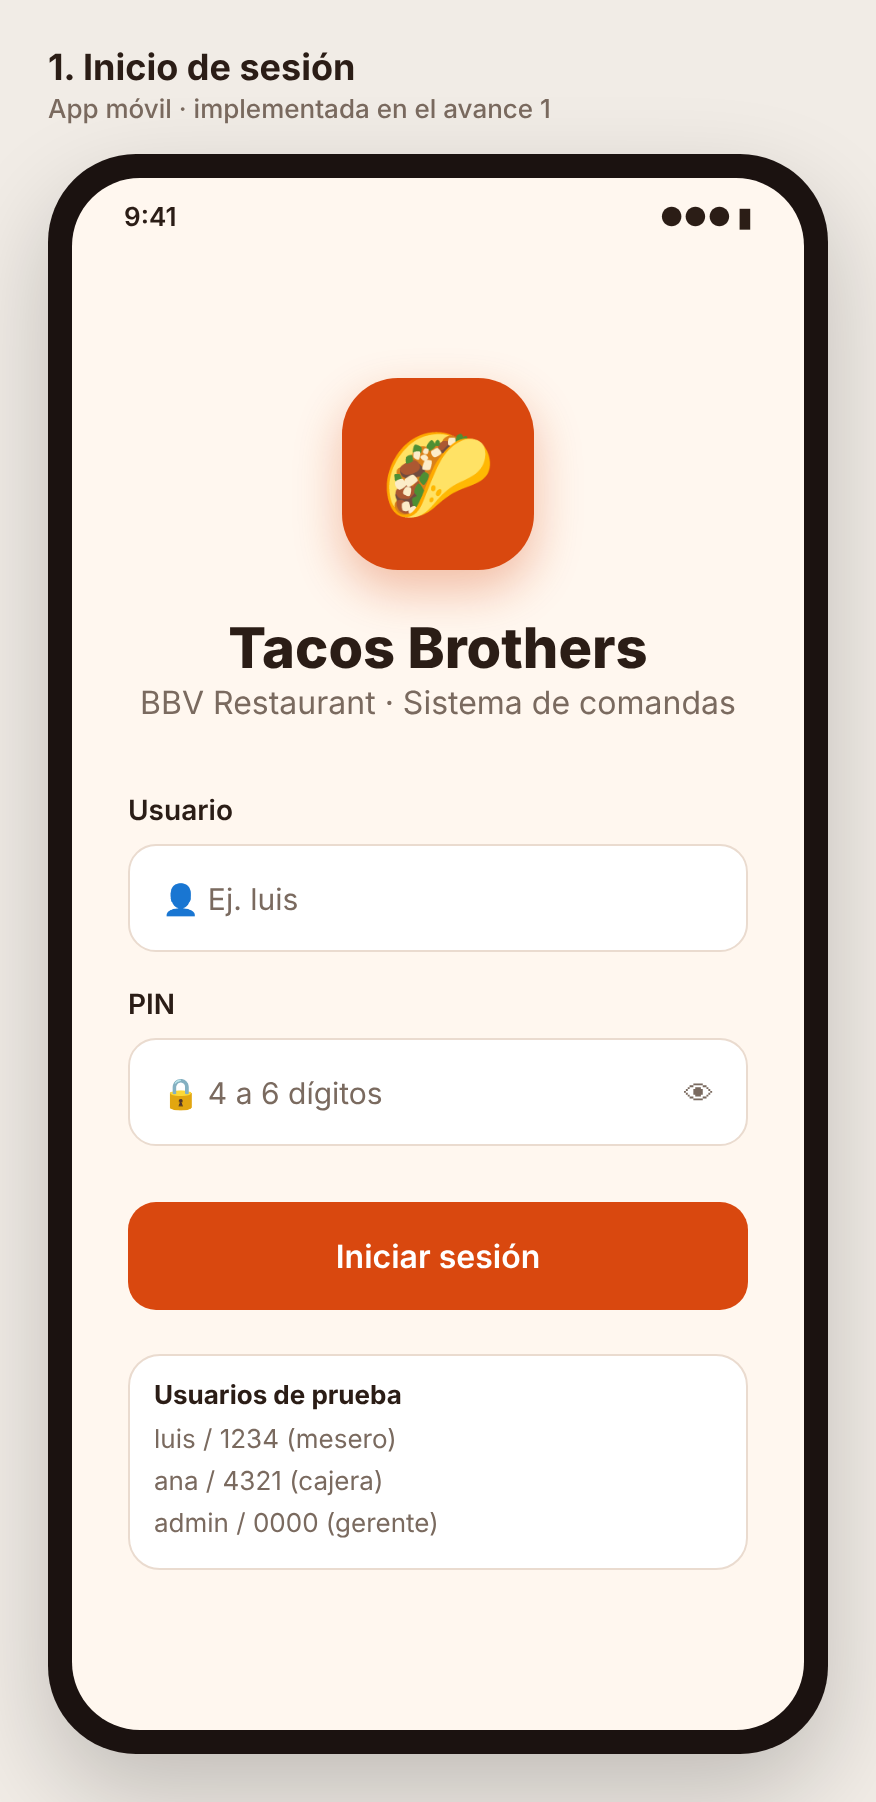 1. Inicio de sesión
App móvil · implementada en el avance 1
9:41
Tacos Brothers
BBV Restaurant · Sistema de comandas
Usuario
Ej. luis
PIN
4 a 6 dígitos
Iniciar sesión
Usuarios de prueba
luis / 1234 (mesero)
ana / 4321 (cajera)
admin / 0000 (gerente)